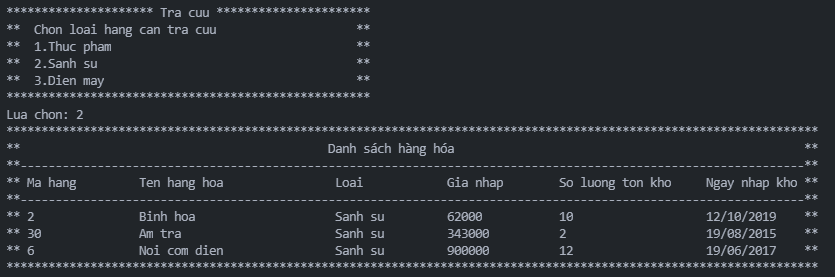 ********************* Tra cuu **********************
**  Chon loai hang can tra cuu                    **
**  1.Thuc pham                                   **
**  2.Sanh su                                     **
**  3.Dien may                                    **
****************************************************
Lua chon: 2
********************************************************************************************************************
**                                            Danh sách hàng hóa                                                  **
**----------------------------------------------------------------------------------------------------------------**
** Ma hang         Ten hang hoa                Loai            Gia nhap        So luong ton kho     Ngay nhap kho **
**----------------------------------------------------------------------------------------------------------------**
** 2               Binh hoa                    Sanh su         62000           10                   12/10/2019    **
** 30              Am tra                      Sanh su         343000          2                    19/08/2015    **
** 6               Noi com dien                Sanh su         900000          12                   19/06/2017    **
********************************************************************************************************************